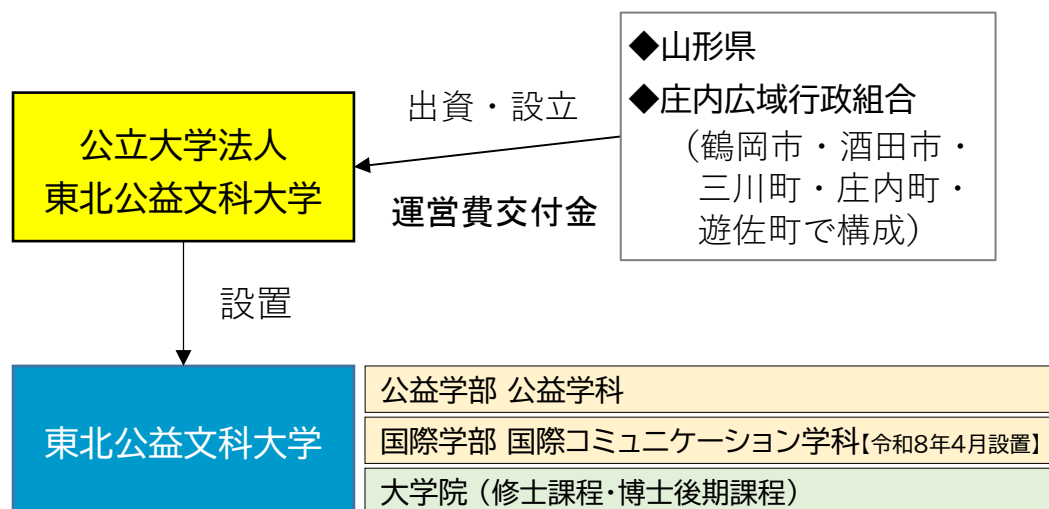 ◆山形県
◆庄内広域行政組合
（鶴岡市・酒田市・
三川町・庄内町・
遊佐町で構成）
出資・設立
運営費交付金
公立大学法人
東北公益文科大学
設置
東北公益文科大学
公益学部 公益学科
国際学部 国際コミュニケーション学科【令和8年4月設置】
大学院（修士課程・博士後期課程）